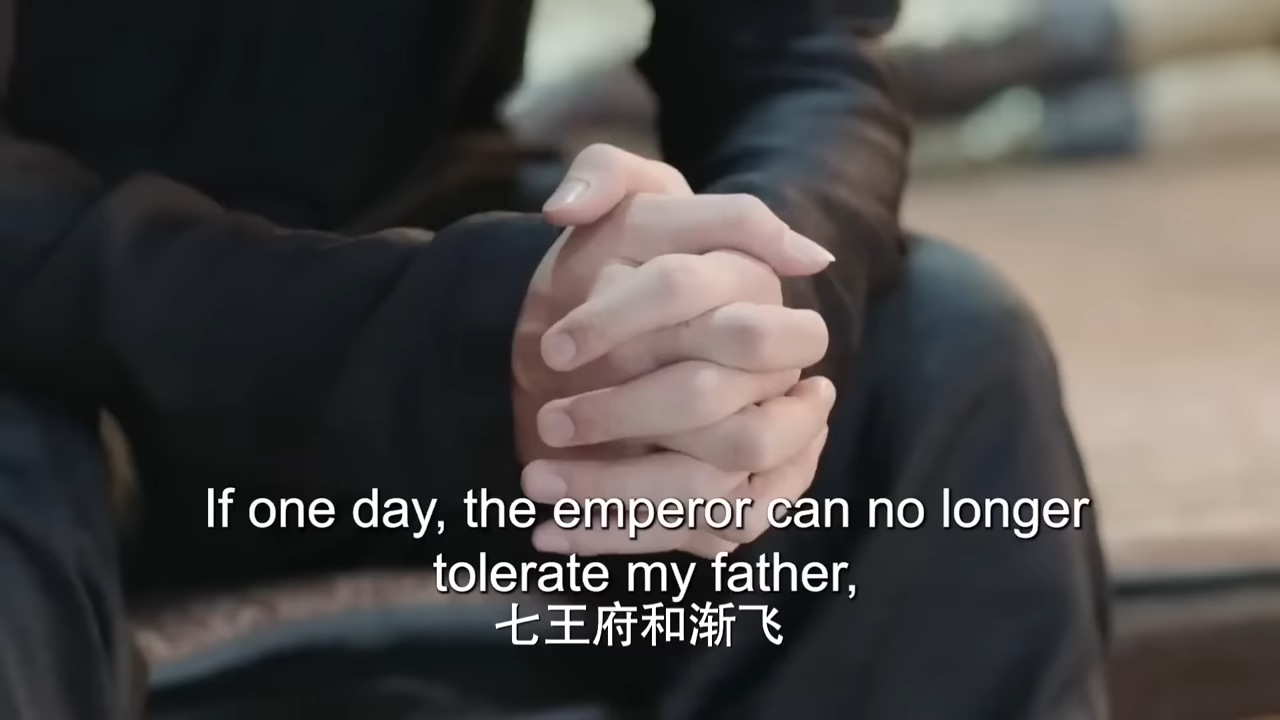 If one day, the emperor can no longer
tolerate my father,
七王府和渐飞